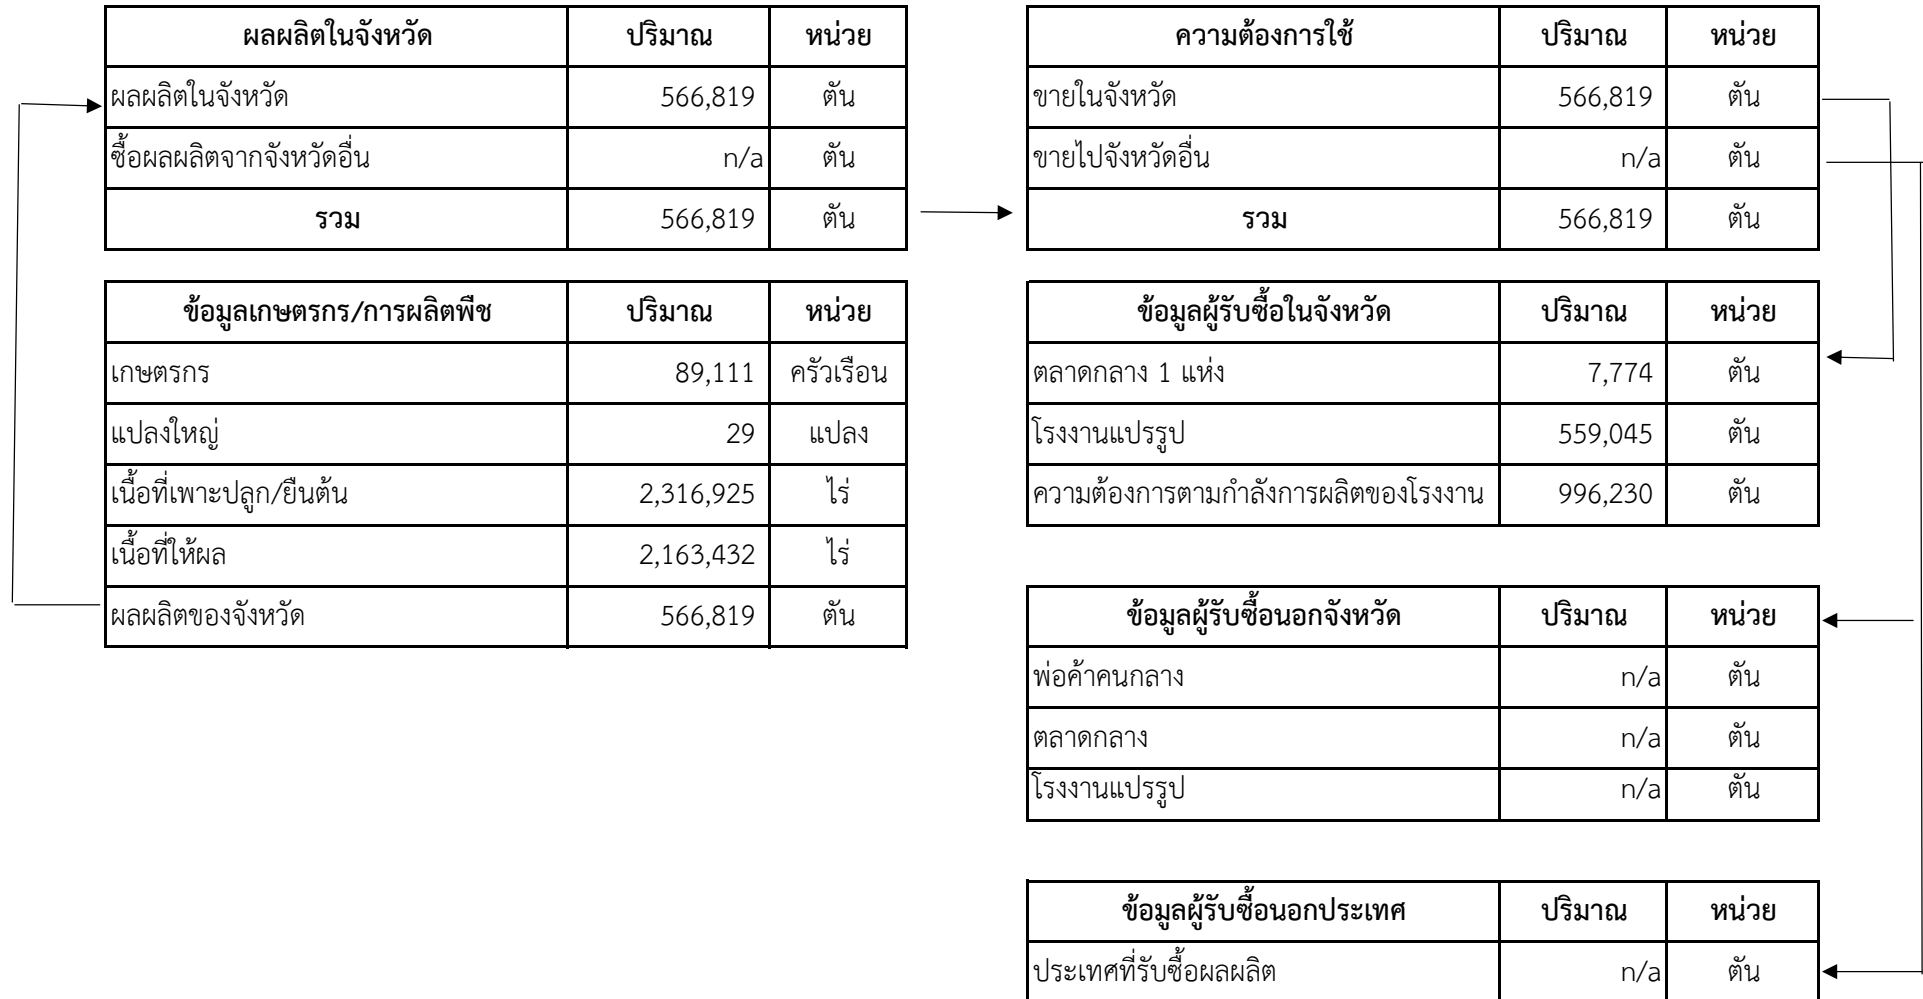 ผลผลิตในจังหวัด ปริมาณ หน่วย
ผลผลิตในจังหวัด 566,819 ตัน
ซื้อผลผลิตจากจังหวัดอื่น n/a ตัน
รวม 566,819 ตัน
ความต้องการใช้ ปริมาณ หน่วย
ขายในจังหวัด 566,819 ตัน
ขายไปจังหวัดอื่น n/a ตัน
รวม 566,819 ตัน
ข้อมูลเกษตรกร/การผลิตพืช ปริมาณ หน่วย
เกษตรกร 89,111 ครัวเรือน
แปลงใหญ่ 29 แปลง
เนื้อที่เพาะปลูก/ยืนต้น 2,316,925 ไร่
เนื้อที่ให้ผล 2,163,432 ไร่
ผลผลิตของจังหวัด 566,819 ตัน
ข้อมูลผู้รับซื้อในจังหวัด ปริมาณ หน่วย
ตลาดกลาง 1 แห่ง 7,774 ตัน
โรงงานแปรรูป 559,045 ตัน
ความต้องการตามกำลังการผลิตของโรงงาน 996,230 ตัน
ข้อมูลผู้รับซื้อนอกจังหวัด ปริมาณ หน่วย
พ่อค้าคนกลาง n/a ตัน
ตลาดกลาง n/a ตัน
โรงงานแปรรูป n/a ตัน
ข้อมูลผู้รับซื้อนอกประเทศ ปริมาณ หน่วย
ประเทศที่รับซื้อผลผลิต n/a ตัน